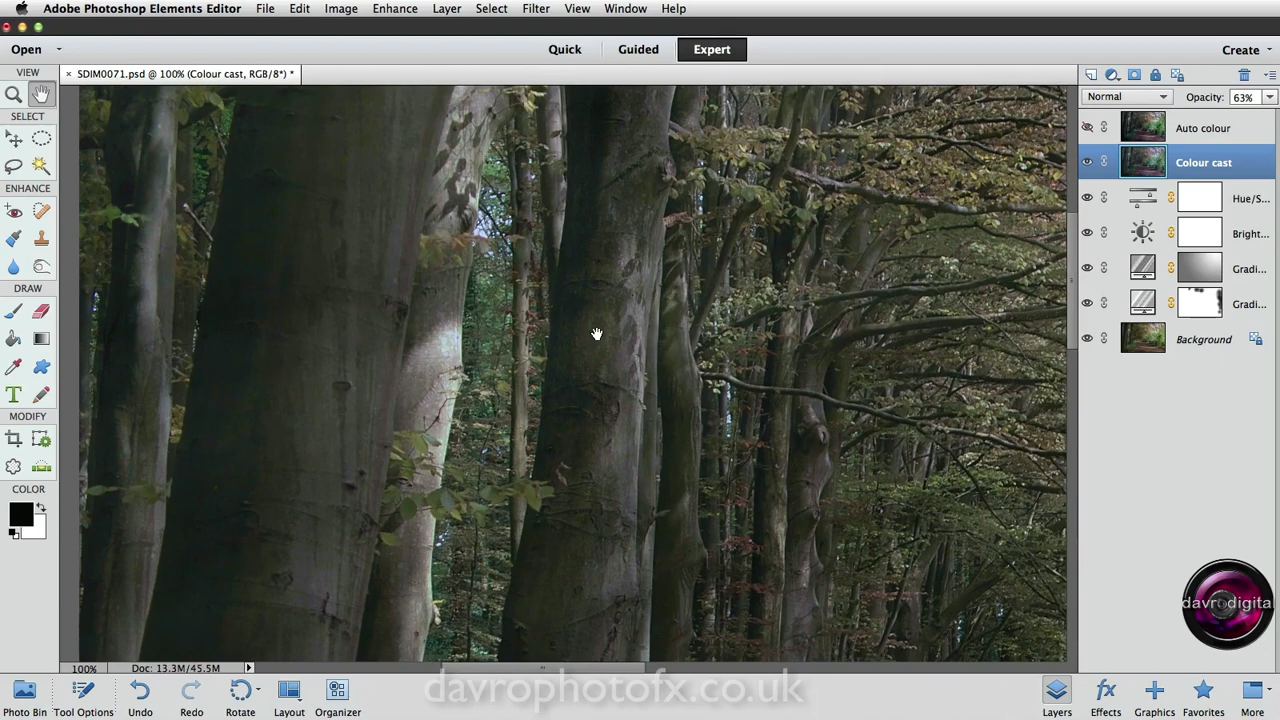 Adobe Photoshop Elements Editor File Edit Image Enhance Layer Select Filter View Window Help
Open Quick Guided Expert Create
VIEW × SDIM0071.psd @ 100% (Colour cast, RGB/8*) *
Normal Opacity: 63%
SELECT
Auto colour
Colour cast
ENHANCE
Hue/S...
Bright...
Gradi...
DRAW
Gradi...
Background
T
MODIFY
COLOR
davrodigital
100% Doc: 13.3M/45.5M
davrophotofx.co.uk
Photo Bin Tool Options Undo Redo Rotate Layout Organizer Layers fx Effects Graphics Favorites More